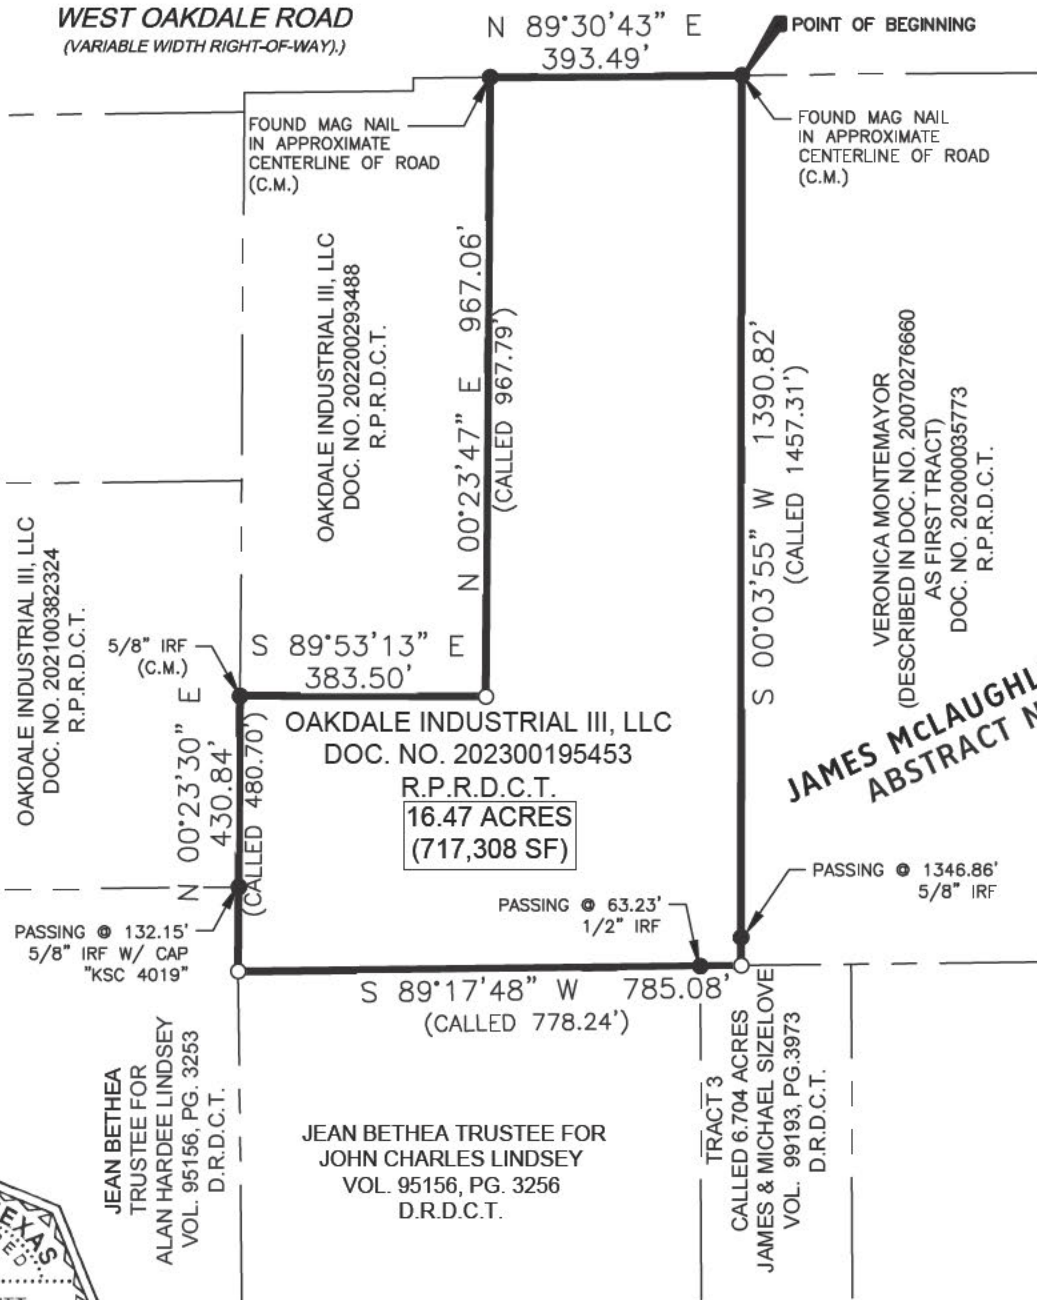 WEST OAKDALE ROAD
(VARIABLE WIDTH RIGHT-OF-WAY).)
N 89°30'43" E
393.49'
POINT OF BEGINNING
FOUND MAG NAIL
IN APPROXIMATE
CENTERLINE OF ROAD
(C.M.)
FOUND MAG NAIL
IN APPROXIMATE
CENTERLINE OF ROAD
(C.M.)
OAKDALE INDUSTRIAL III, LLC
DOC. NO. 202200293488
R.P.R.D.C.T.
N 00°23'47" E 967.06'
(CALLED 967.79')
S 00°03'55" W 1390.82'
(CALLED 1457.31')
VERONICA MONTEMAYOR
(DESCRIBED IN DOC. NO. 20070276660
AS FIRST TRACT)
DOC. NO. 202000035773
R.P.R.D.C.T.
OAKDALE INDUSTRIAL III, LLC
DOC. NO. 202100382324
R.P.R.D.C.T.
5/8" IRF
(C.M.)
S 89°53'13" E
383.50'
N 00°23'30" E
430.84'
(CALLED 480.70')
OAKDALE INDUSTRIAL III, LLC
DOC. NO. 202300195453
R.P.R.D.C.T.
16.47 ACRES
(717,308 SF)
JAMES McLAUGHL
ABSTRACT N
PASSING @ 1346.86'
5/8" IRF
PASSING @ 63.23'
1/2" IRF
PASSING @ 132.15'
5/8" IRF W/ CAP
"KSC 4019"
S 89°17'48" W 785.08'
(CALLED 778.24')
JEAN BETHEA
TRUSTEE FOR
ALAN HARDEE LINDSEY
VOL. 95156, PG. 3253
D.R.D.C.T.
JEAN BETHEA TRUSTEE FOR
JOHN CHARLES LINDSEY
VOL. 95156, PG. 3256
D.R.D.C.T.
TRACT 3
CALLED 6.704 ACRES
JAMES & MICHAEL SIZELOVE
VOL. 99193, PG.3973
D.R.D.C.T.
EXAS